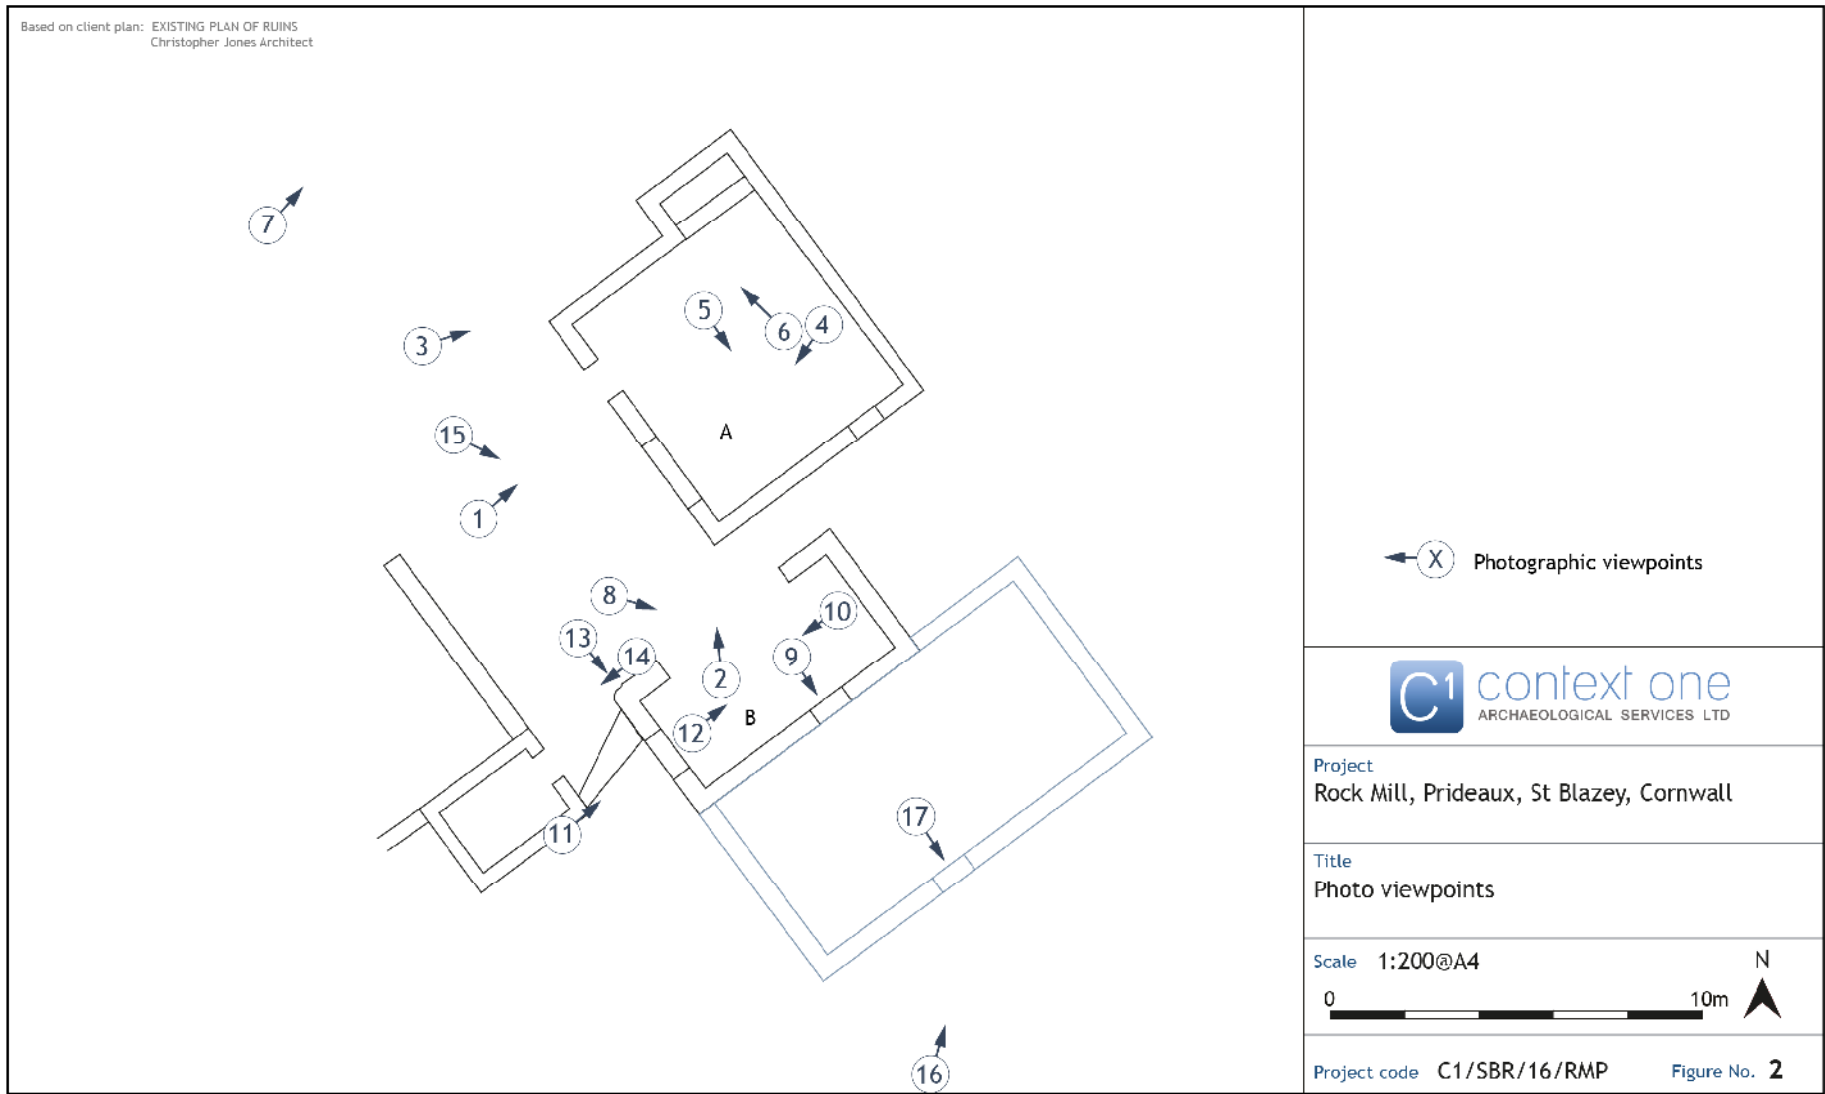 Based on client plan: EXISTING PLAN OF RUINS
Christopher Jones Architect
7
3
5
6
4
15
A
1
8
10
13
14
9
2
12
B
11
17
16
X Photographic viewpoints
C1 context one
ARCHAEOLOGICAL SERVICES LTD
Project
Rock Mill, Prideaux, St Blazey, Cornwall
Title
Photo viewpoints
Scale 1:200@A4
N
0 10m
Project code C1/SBR/16/RMP Figure No. 2